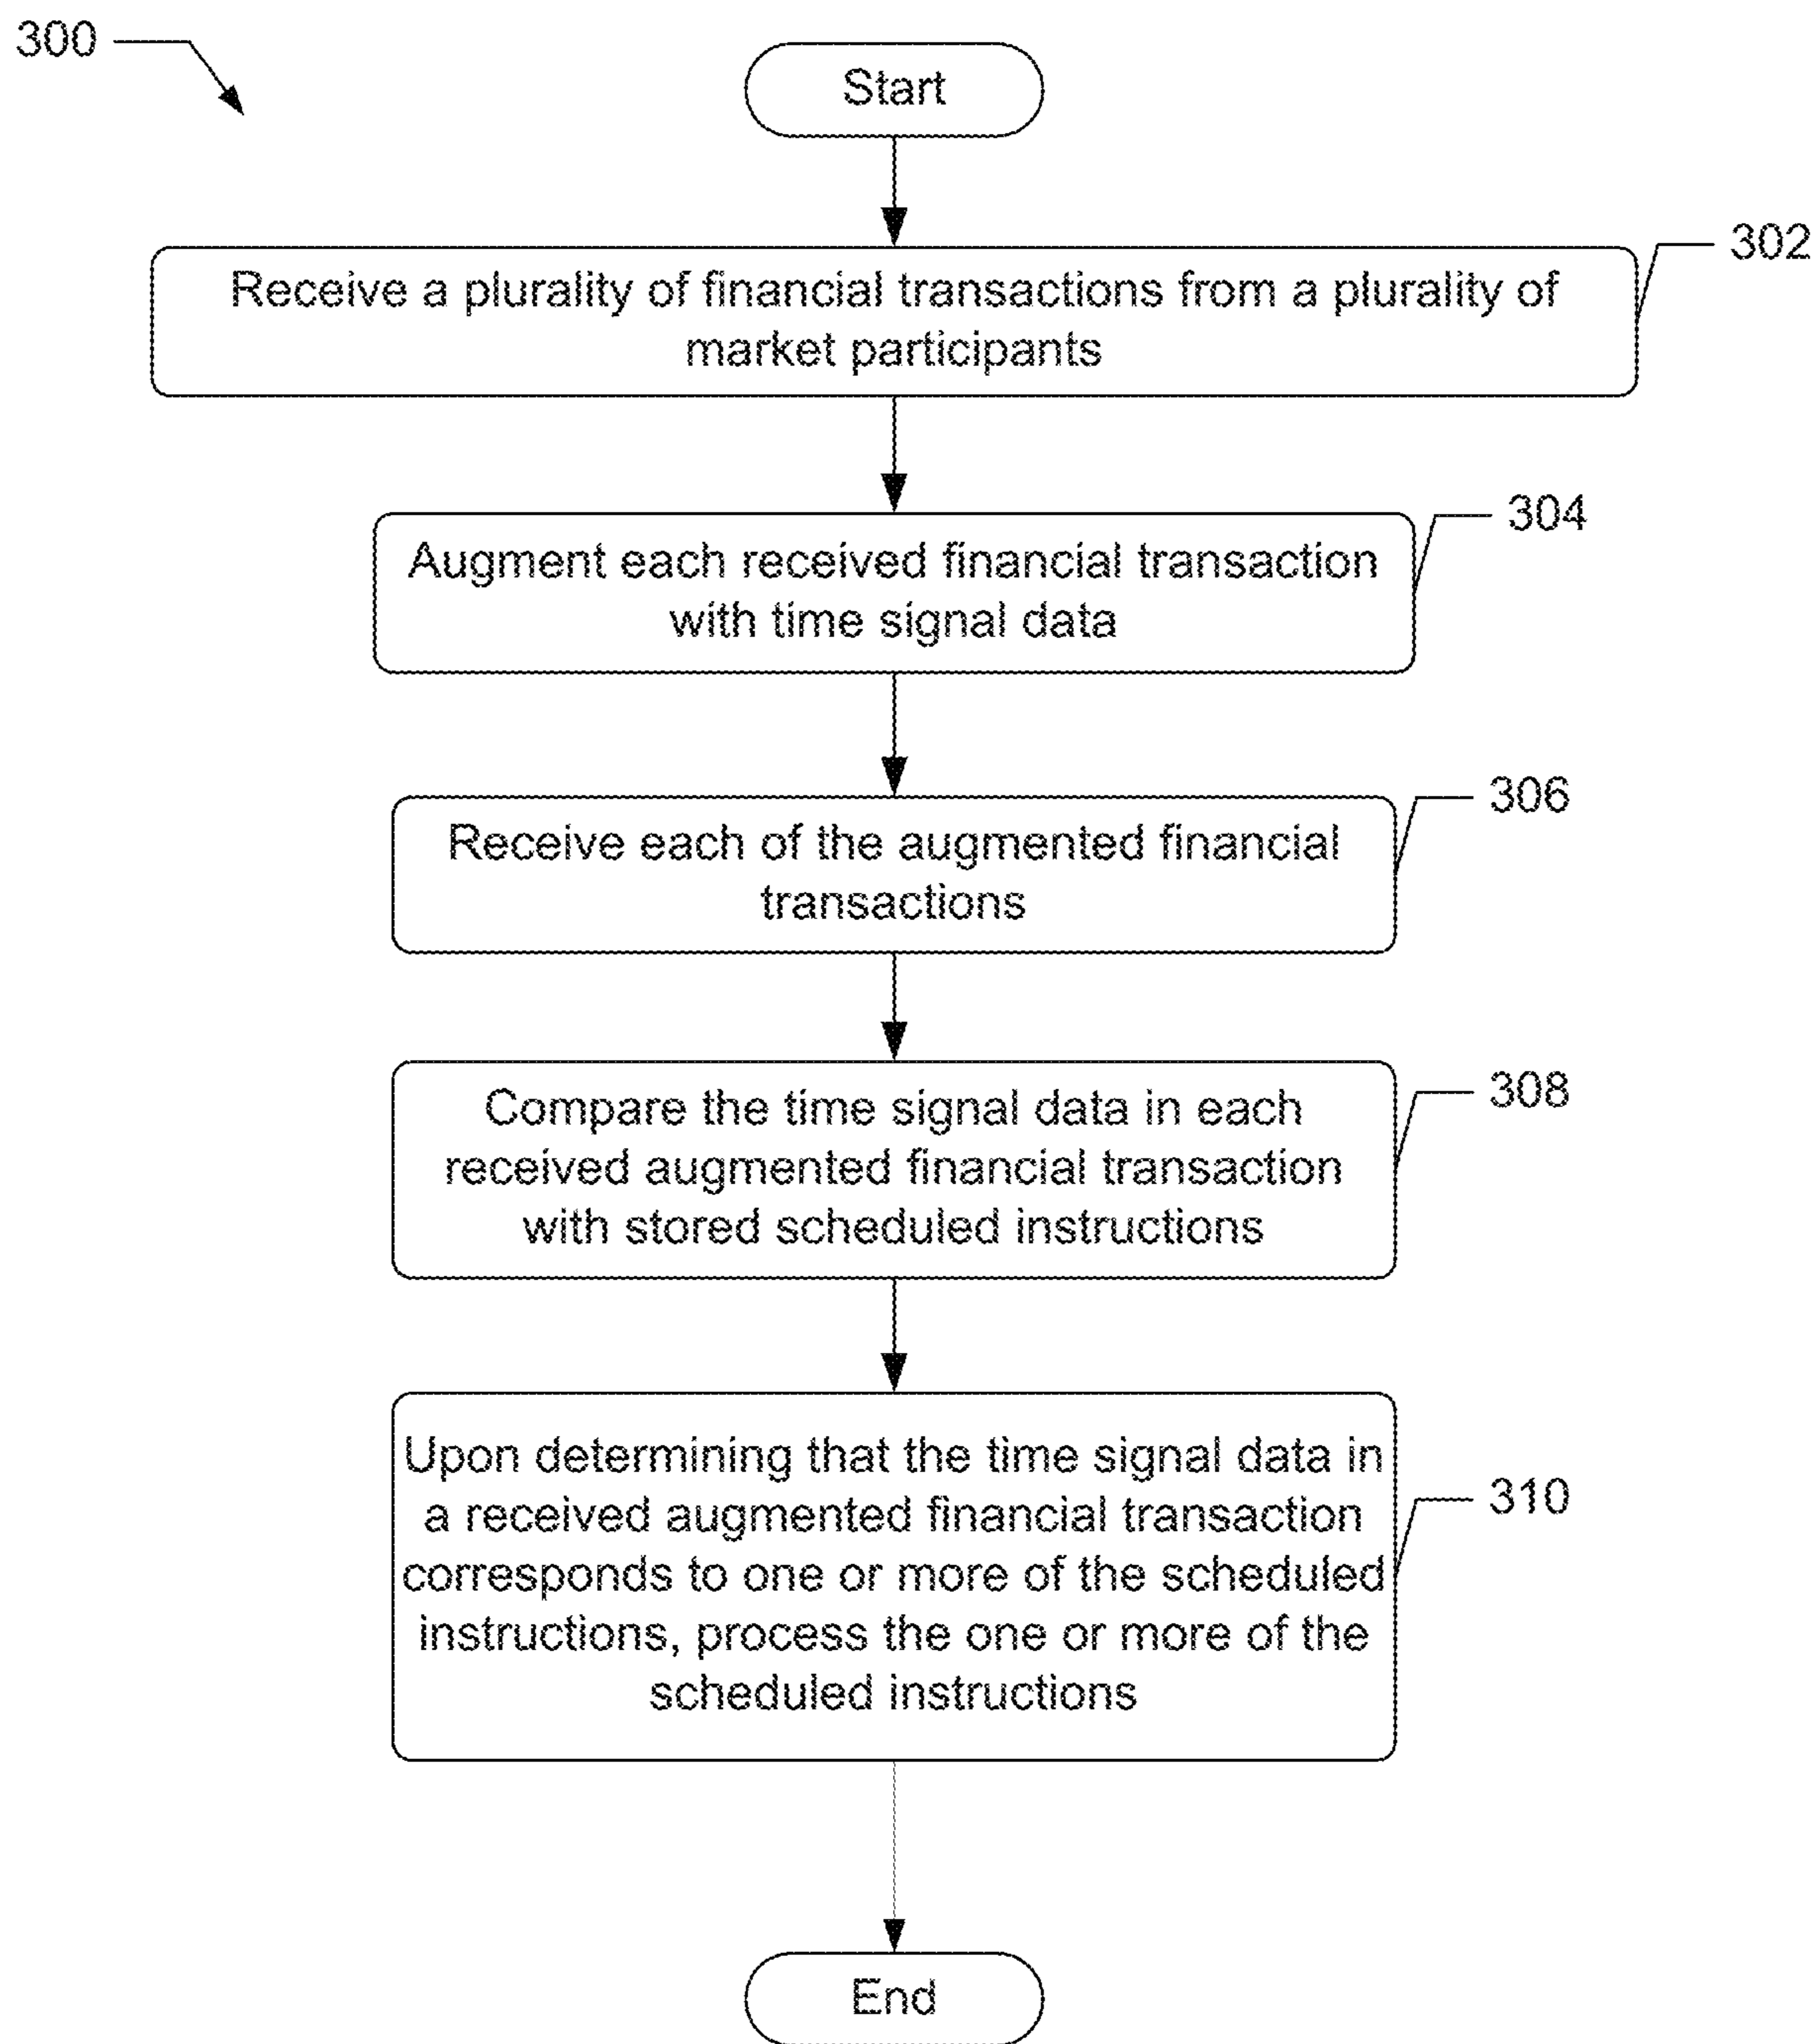 300
Start
302
Receive a plurality of financial transactions from a plurality of
market participants
304
Augment each received financial transaction
with time signal data
306
Receive each of the augmented financial
transactions
308
Compare the time signal data in each
received augmented financial transaction
with stored scheduled instructions
Upon determining that the time signal data in
310
a received augmented financial transaction
corresponds to one or more of the scheduled
instructions, process the one or more of the
scheduled instructions
End